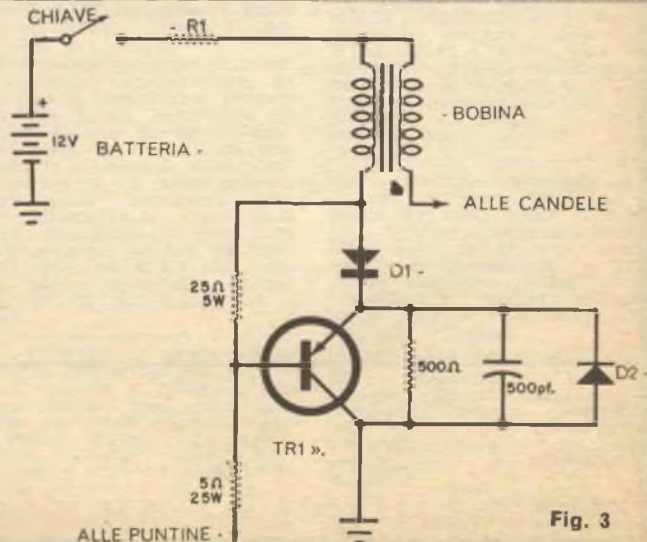 CHIAVE
- R1 -
+
12V
BATTERIA -
- BOBINA
ALLE CANDELE
D1 -
25Ω
5W
500Ω
500pf.
D2 -
TR1 ».
5Ω
25W
ALLE PUNTINE -
Fig. 3